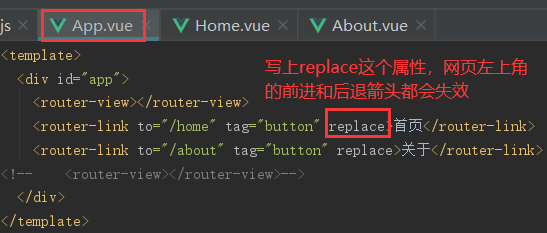 js App.vue × Home.vue × About.vue ×
<template>
写上replace这个属性，网页左上角
<div id="app">
的前进和后退箭头都会失效
<router-view></router-view>
<router-link to="/home" tag="button" replace>首页</router-link>
<router-link to="/about" tag="button" replace>关于</router-link>
<!-- <router-view></router-view>-->
</div>
</template>